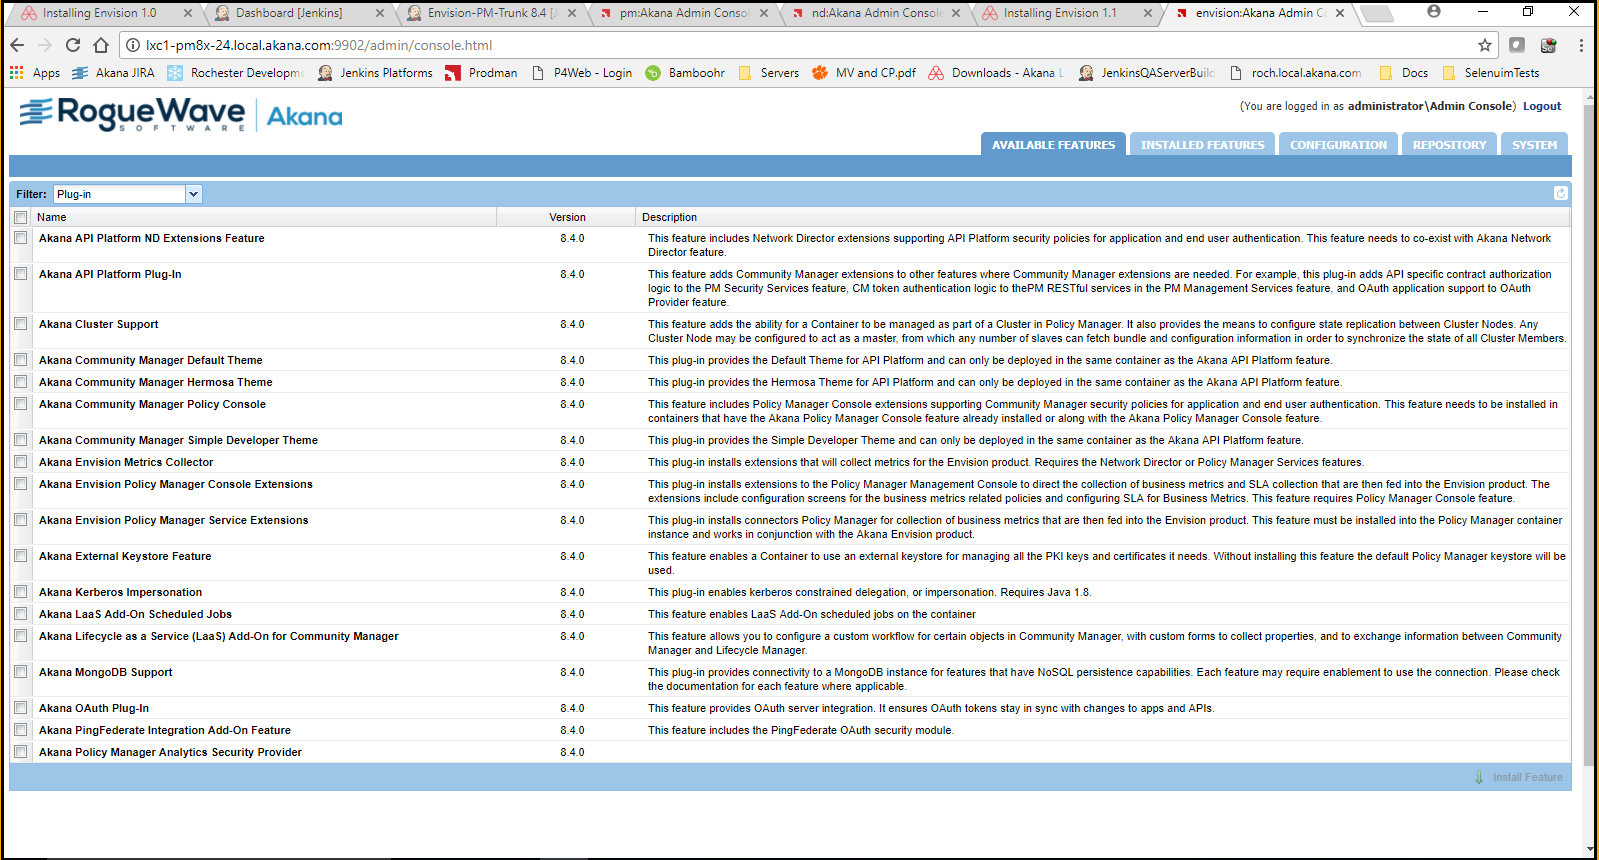 Installing Envision 1.0
Dashboard [Jenkins]
Envision-PM-Trunk 8.4 [J
pm:Akana Admin Consol
nd:Akana Admin Console
Installing Envision 1.1
envision:Akana Admin C
lxc1-pm8x-24.local.akana.com:9902/admin/console.html
Apps
Akana JIRA
Rochester Developme
Jenkins Platforms
Prodman
P4Web - Login
Bamboohr
Servers
MV and CP.pdf
Downloads - Akana L
JenkinsQAServerBuild
roch.local.akana.com
Docs
SelenuimTests
RogueWave
SOFTWARE
Akana
(You are logged in as administrator\Admin Console) Logout
AVAILABLE FEATURES
INSTALLED FEATURES
CONFIGURATION
REPOSITORY
SYSTEM
Filter: Plug-in
Name Version Description
Akana API Platform ND Extensions Feature 8.4.0 This feature includes Network Director extensions supporting API Platform security policies for application and end user authentication. This feature needs to co-exist with Akana Network
Director feature.
Akana API Platform Plug-In 8.4.0 This feature adds Community Manager extensions to other features where Community Manager extensions are needed. For example, this plug-in adds API specific contract authorization
logic to the PM Security Services feature, CM token authentication logic to thePM RESTful services in the PM Management Services feature, and OAuth application support to OAuth
Provider feature.
Akana Cluster Support 8.4.0 This feature adds the ability for a Container to be managed as part of a Cluster in Policy Manager. It also provides the means to configure state replication between Cluster Nodes. Any
Cluster Node may be configured to act as a master, from which any number of slaves can fetch bundle and configuration information in order to synchronize the state of all Cluster Members.
Akana Community Manager Default Theme 8.4.0 This plug-in provides the Default Theme for API Platform and can only be deployed in the same container as the Akana API Platform feature.
Akana Community Manager Hermosa Theme 8.4.0 This plug-in provides the Hermosa Theme for API Platform and can only be deployed in the same container as the Akana API Platform feature.
Akana Community Manager Policy Console 8.4.0 This feature includes Policy Manager Console extensions supporting Community Manager security policies for application and end user authentication. This feature needs to be installed in
containers that have the Akana Policy Manager Console feature already installed or along with the Akana Policy Manager Console feature.
Akana Community Manager Simple Developer Theme 8.4.0 This plug-in provides the Simple Developer Theme and can only be deployed in the same container as the Akana API Platform feature.
Akana Envision Metrics Collector 8.4.0 This plug-in installs extensions that will collect metrics for the Envision product. Requires the Network Director or Policy Manager Services features.
Akana Envision Policy Manager Console Extensions 8.4.0 This plug-in installs extensions to the Policy Manager Management Console to direct the collection of business metrics and SLA collection that are then fed into the Envision product. The
extensions include configuration screens for the business metrics related policies and configuring SLA for Business Metrics. This feature requires Policy Manager Console feature.
Akana Envision Policy Manager Service Extensions 8.4.0 This plug-in installs connectors Policy Manager for collection of business metrics that are then fed into the Envision product. This feature must be installed into the Policy Manager container
instance and works in conjunction with the Akana Envision product.
Akana External Keystore Feature 8.4.0 This feature enables a Container to use an external keystore for managing all the PKI keys and certificates it needs. Without installing this feature the default Policy Manager keystore will be
used.
Akana Kerberos Impersonation 8.4.0 This plug-in enables kerberos constrained delegation, or impersonation. Requires Java 1.8.
Akana LaaS Add-On Scheduled Jobs 8.4.0 This feature enables LaaS Add-On scheduled jobs on the container
Akana Lifecycle as a Service (LaaS) Add-On for Community Manager 8.4.0 This feature allows you to configure a custom workflow for certain objects in Community Manager, with custom forms to collect properties, and to exchange information between Community
Manager and Lifecycle Manager.
Akana MongoDB Support 8.4.0 This plug-in provides connectivity to a MongoDB instance for features that have NoSQL persistence capabilities. Each feature may require enablement to use the connection. Please check
the documentation for each feature where applicable.
Akana OAuth Plug-In 8.4.0 This feature provides OAuth server integration. It ensures OAuth tokens stay in sync with changes to apps and APIs.
Akana PingFederate Integration Add-On Feature 8.4.0 This feature includes the PingFederate OAuth security module.
Akana Policy Manager Analytics Security Provider 8.4.0
Install Feature